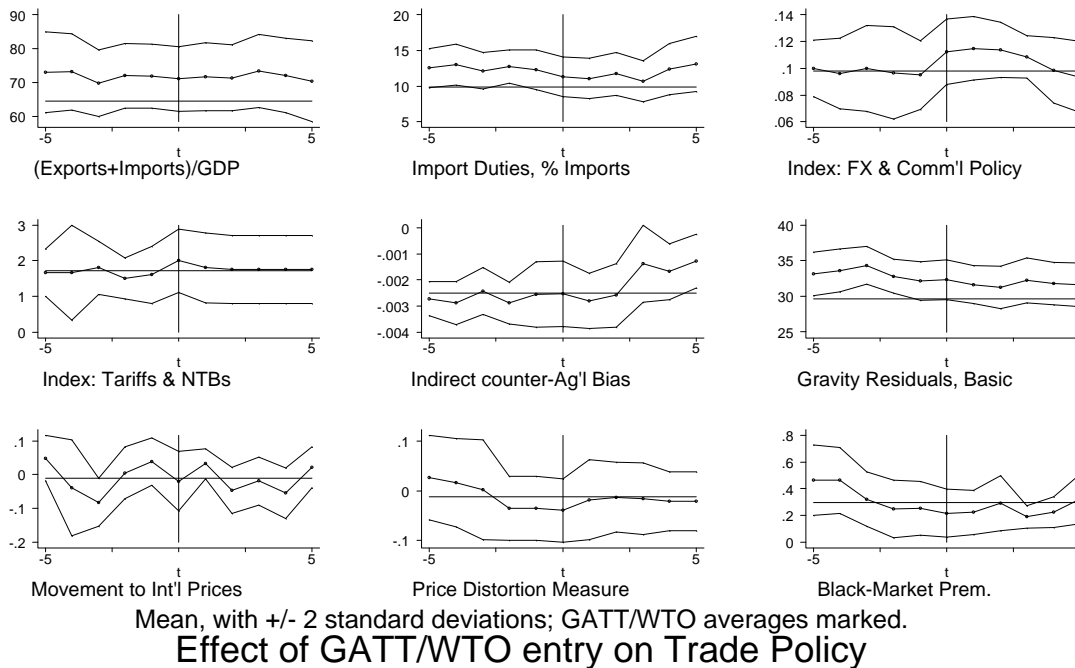 90
80
70
60
-5
t
5
(Exports+Imports)/GDP
20
15
10
5
-5
t
5
Import Duties, % Imports
.14
.12
.1
.08
.06
-5
t
5
Index: FX & Comm'l Policy
3
2
1
0
-5
t
5
Index: Tariffs & NTBs
0
-.001
-.002
-.003
-.004
-5
t
5
Indirect counter-Ag'l Bias
40
35
30
25
-5
t
5
Gravity Residuals, Basic
.1
0
-.1
-.2
-5
t
5
Movement to Int'l Prices
.1
0
-.1
-5
t
5
Price Distortion Measure
.8
.6
.4
.2
0
-5
t
5
Black-Market Prem.
Mean, with +/- 2 standard deviations; GATT/WTO averages marked.
Effect of GATT/WTO entry on Trade Policy